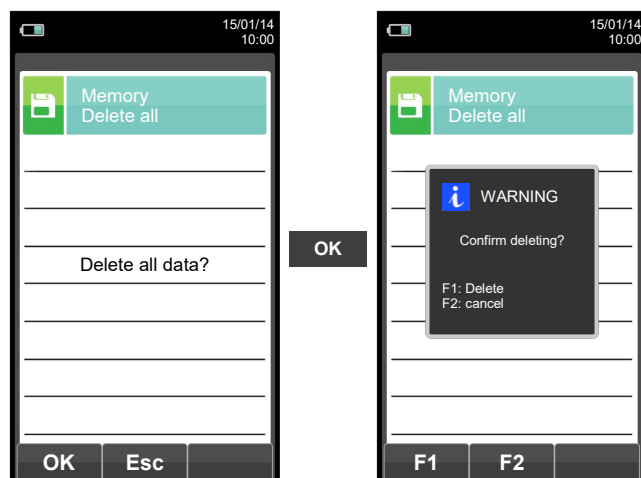 15/01/14
10:00
Memory
Delete all
Delete all data?
OK
Esc
OK
15/01/14
10:00
Memory
Delete all
i WARNING
Confirm deleting?
F1: Delete
F2: cancel
F1
F2